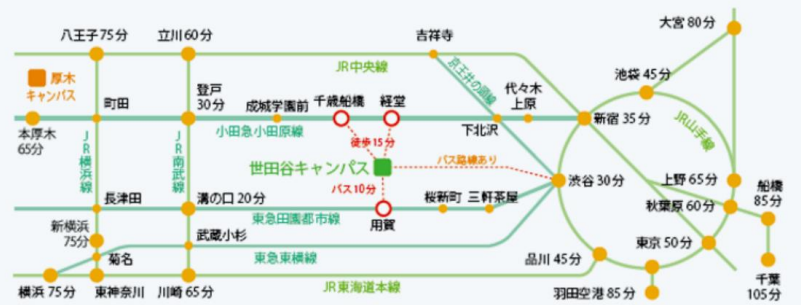 八王子75分
立川60分
吉祥寺
大宮80分
JR中央線
京王井の頭線
池袋45分
厚木
キャンパス
町田
登戸
30分
成城学園前
千歳船橋
経堂
代々木
上原
新宿35分
JR山手線
本厚木
65分
小田急小田原線
徒歩15分
下北沢
JR横浜線
JR南武線
世田谷キャンパス
バス路線あり
渋谷30分
上野65分
船橋
85分
バス10分
長津田
溝の口20分
桜新町
三軒茶屋
秋葉原60分
東急田園都市線
用賀
新横浜
75分
武蔵小杉
東京50分
菊名
東急東横線
品川45分
千葉
105分
横浜75分
東神奈川
川崎65分
JR東海道本線
羽田空港85分